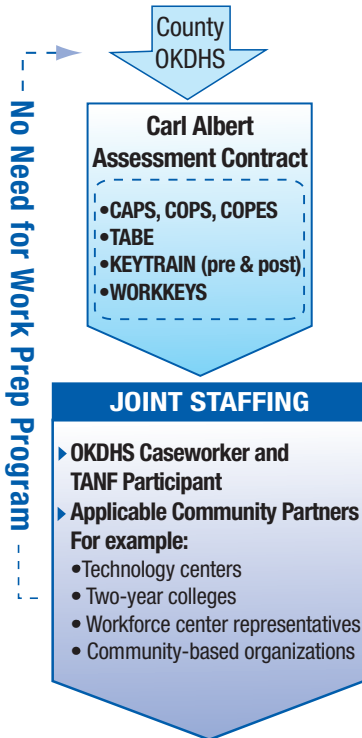 County
OKDHS
Carl Albert
Assessment Contract
•CAPS, COPS, COPES
•TABE
•KEYTRAIN (pre & post)
•WORKKEYS
No Need for Work Prep Program
JOINT STAFFING
OKDHS Caseworker and
TANF Participant
Applicable Community Partners
For example:
•Technology centers
• Two-year colleges
• Workforce center representatives
• Community-based organizations